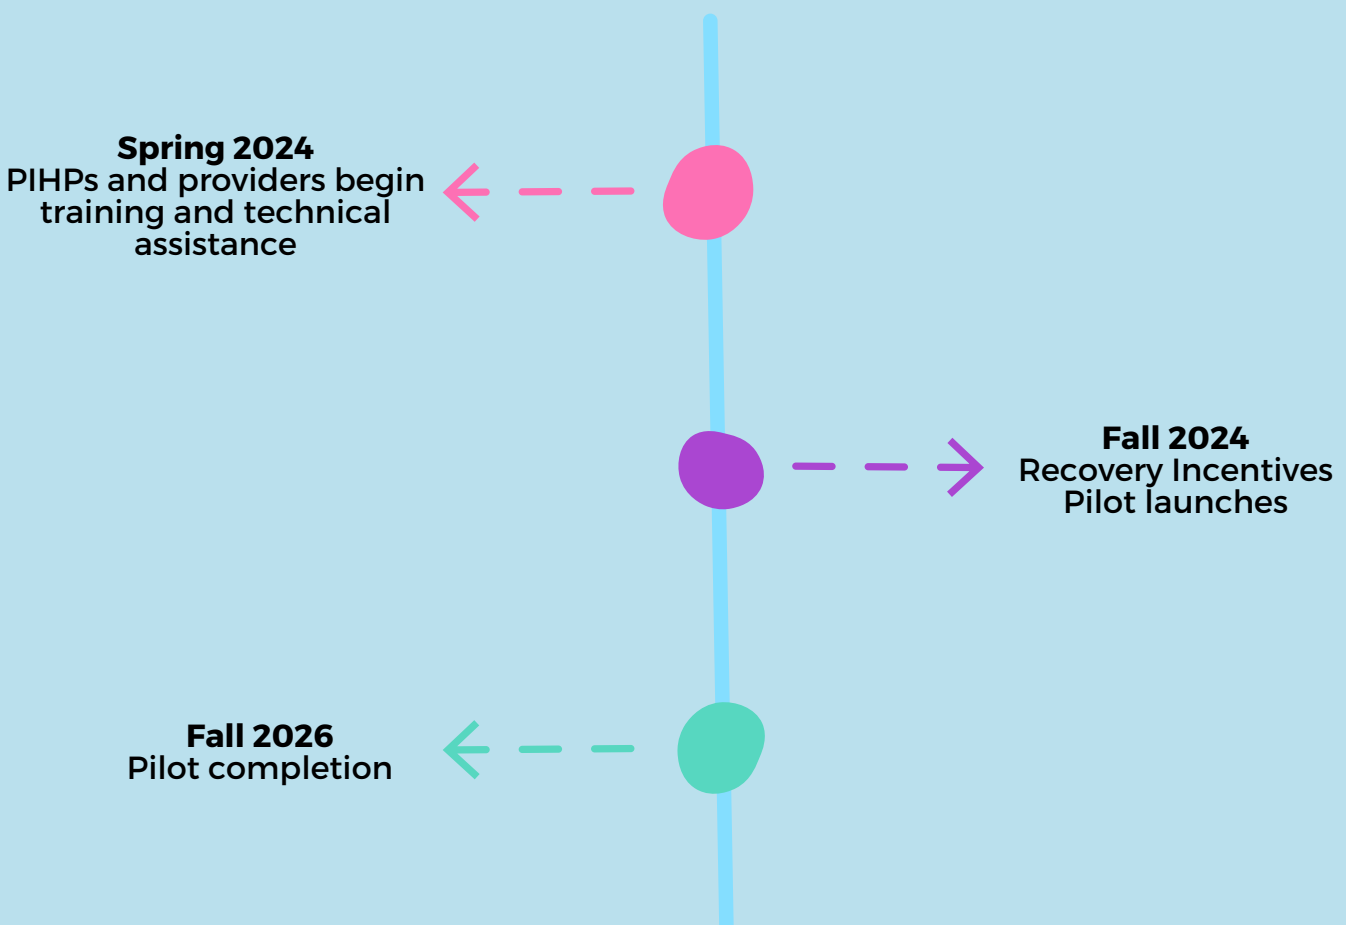 Spring 2024
PIHPs and providers begin
training and technical
assistance
Fall 2024
Recovery Incentives
Pilot launches
Fall 2026
Pilot completion